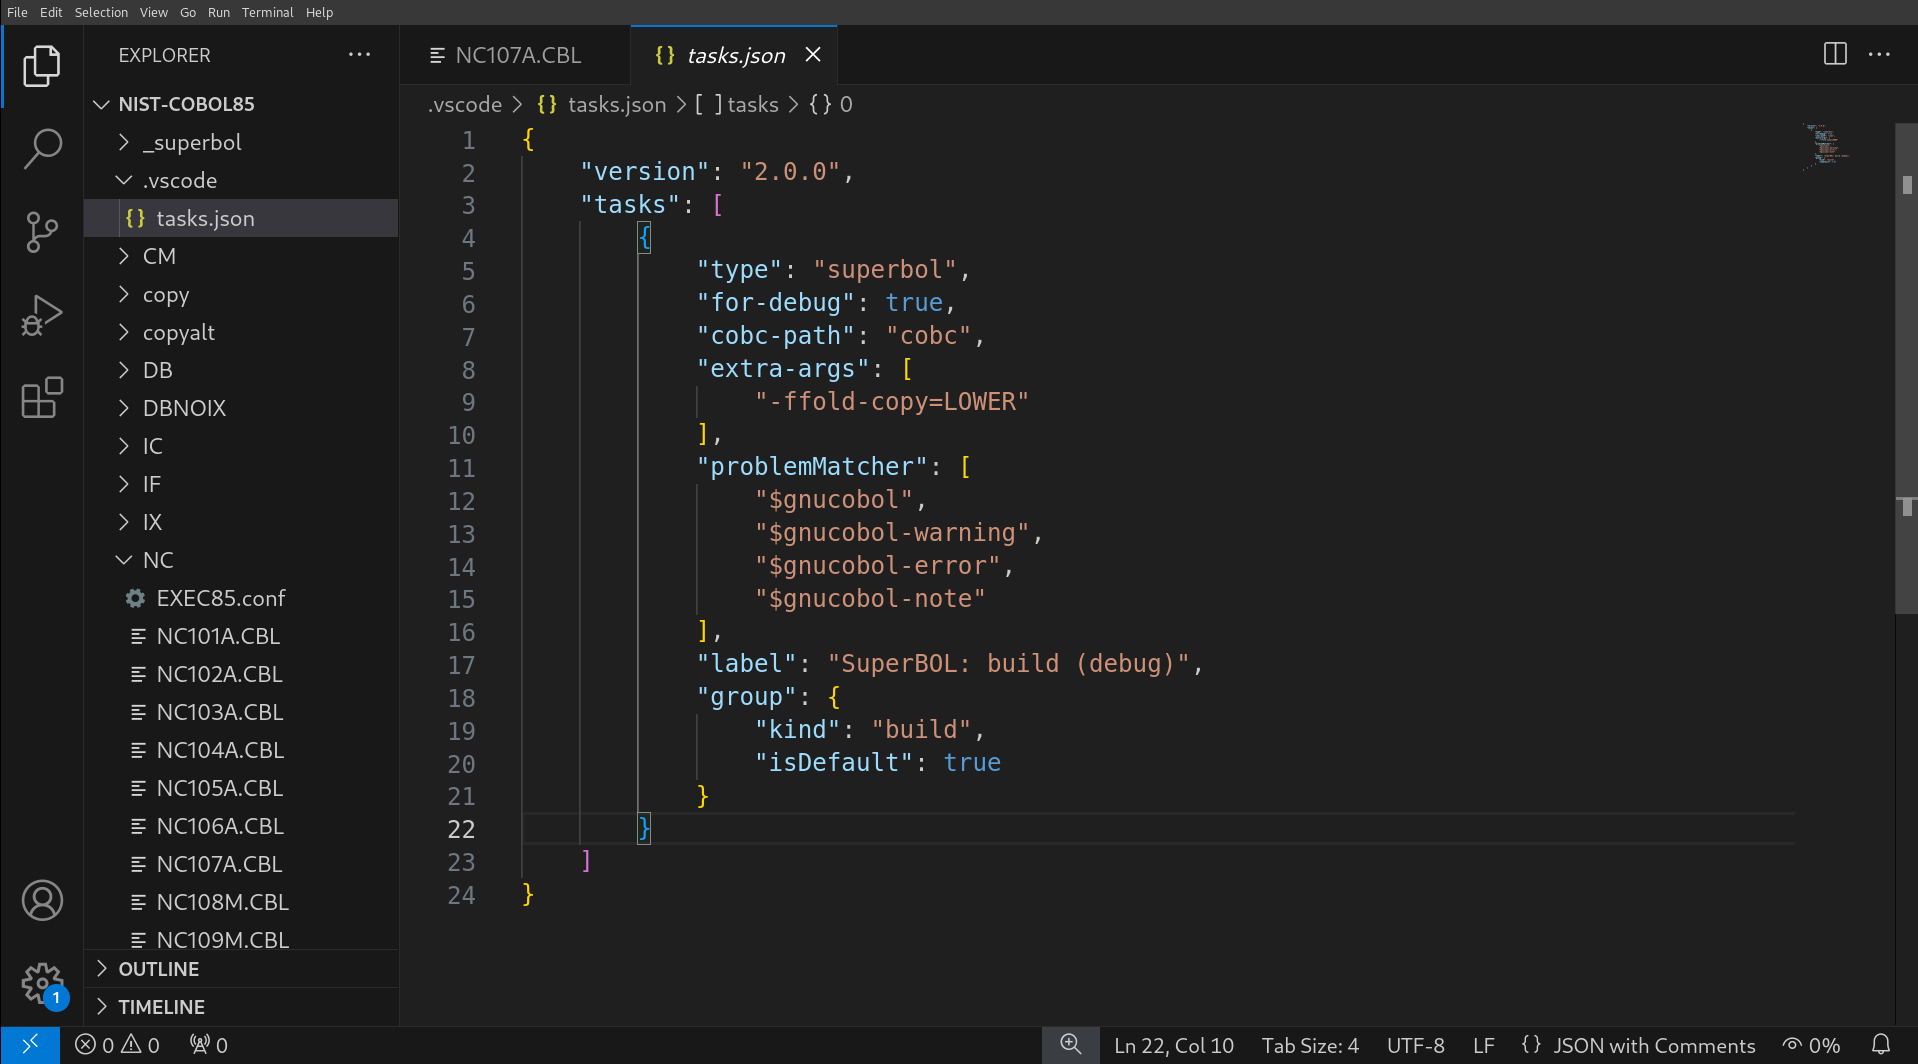 File Edit Selection View Go Run Terminal Help
EXPLORER
NIST-COBOL85
_superbol
.vscode
{} tasks.json
CM
copy
copyalt
DB
DBNOIX
IC
IF
IX
NC
EXEC85.conf
NC101A.CBL
NC102A.CBL
NC103A.CBL
NC104A.CBL
NC105A.CBL
NC106A.CBL
NC107A.CBL
NC108M.CBL
NC109M.CBL
OUTLINE
TIMELINE
1
NC107A.CBL {} tasks.json
.vscode > {} tasks.json > [ ] tasks > {} 0
1 {
2     "version": "2.0.0",
3     "tasks": [
4         {
5             "type": "superbol",
6             "for-debug": true,
7             "cobc-path": "cobc",
8             "extra-args": [
9                 "-ffold-copy=LOWER"
10             ],
11             "problemMatcher": [
12                 "$gnucobol",
13                 "$gnucobol-warning",
14                 "$gnucobol-error",
15                 "$gnucobol-note"
16             ],
17             "label": "SuperBOL: build (debug)",
18             "group": {
19                 "kind": "build",
20                 "isDefault": true
21             }
22         }
23     ]
24 }
0 0 0 Ln 22, Col 10 Tab Size: 4 UTF-8 LF {} JSON with Comments 0%